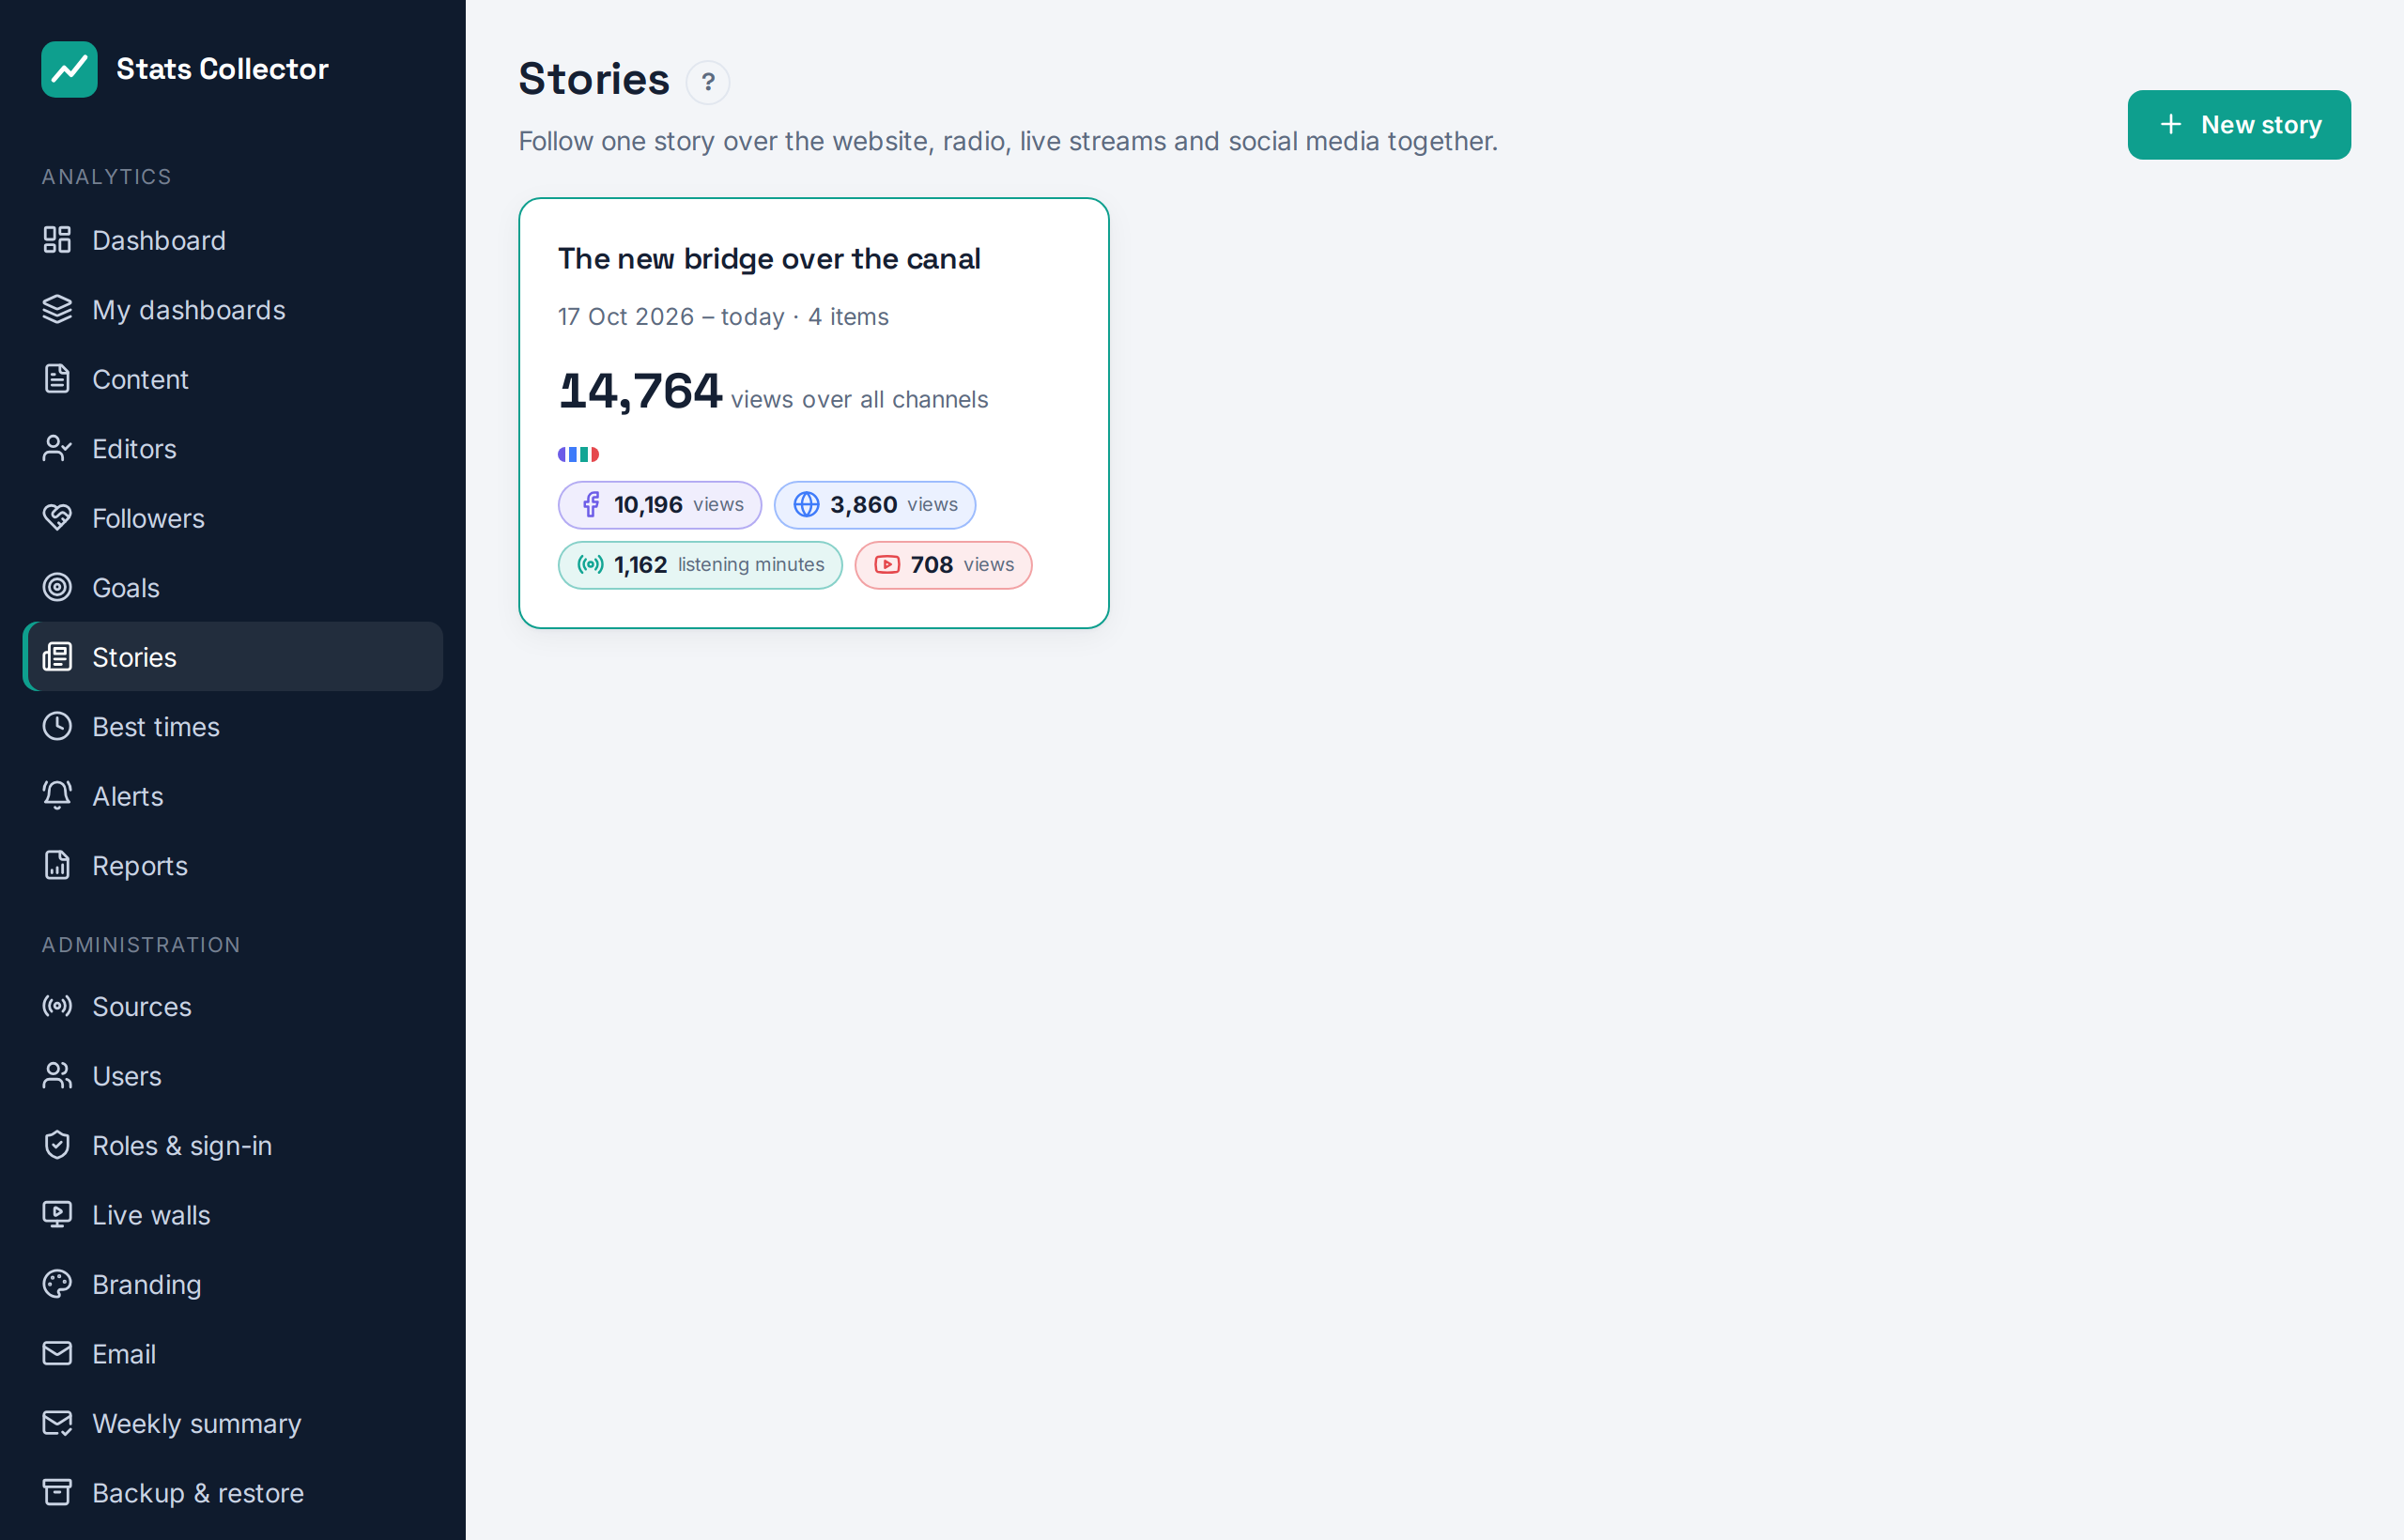 Stats Collector
ANALYTICS
Dashboard
My dashboards
Content
Editors
Followers
Goals
Stories
Best times
Alerts
Reports
ADMINISTRATION
Sources
Users
Roles & sign-in
Live walls
Branding
Email
Weekly summary
Backup & restore
Stories ?
Follow one story over the website, radio, live streams and social media together.
New story
The new bridge over the canal
17 Oct 2026 – today · 4 items
14,764 views over all channels
10,196 views 3,860 views
1,162 listening minutes 708 views